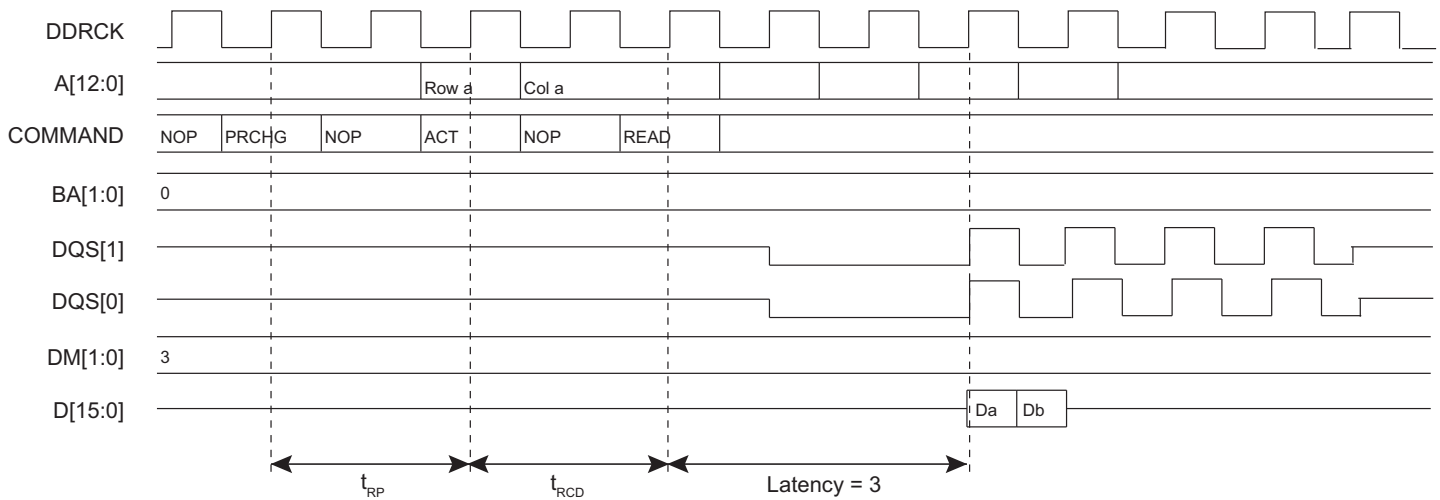 DDRCK
A[12:0] Row a Col a
COMMAND NOP PRCHG NOP ACT NOP READ
BA[1:0] 0
DQS[1]
DQS[0]
DM[1:0] 3
D[15:0] Da Db
tRP tRCD Latency = 3